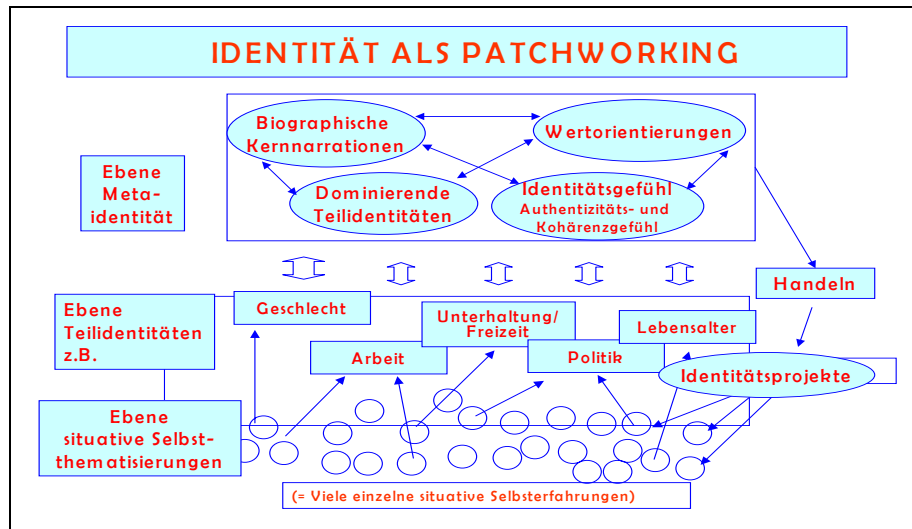 IDENTITÄT ALS PATCHWORKING
Biographische
Kernnarrationen
Wertorientierungen
Ebene
Meta-
identität
Dominierende
Teilidentitäten
Identitätsgefühl
Authentizitäts- und
Kohärenzgefühl
Handeln
Ebene
Teilidentitäten
z.B.
Geschlecht
Unterhaltung/
Freizeit
Lebensalter
Arbeit
Politik
Identitätsprojekte
Ebene
situative Selbst-
thematisierungen
(= Viele einzelne situative Selbsterfahrungen)